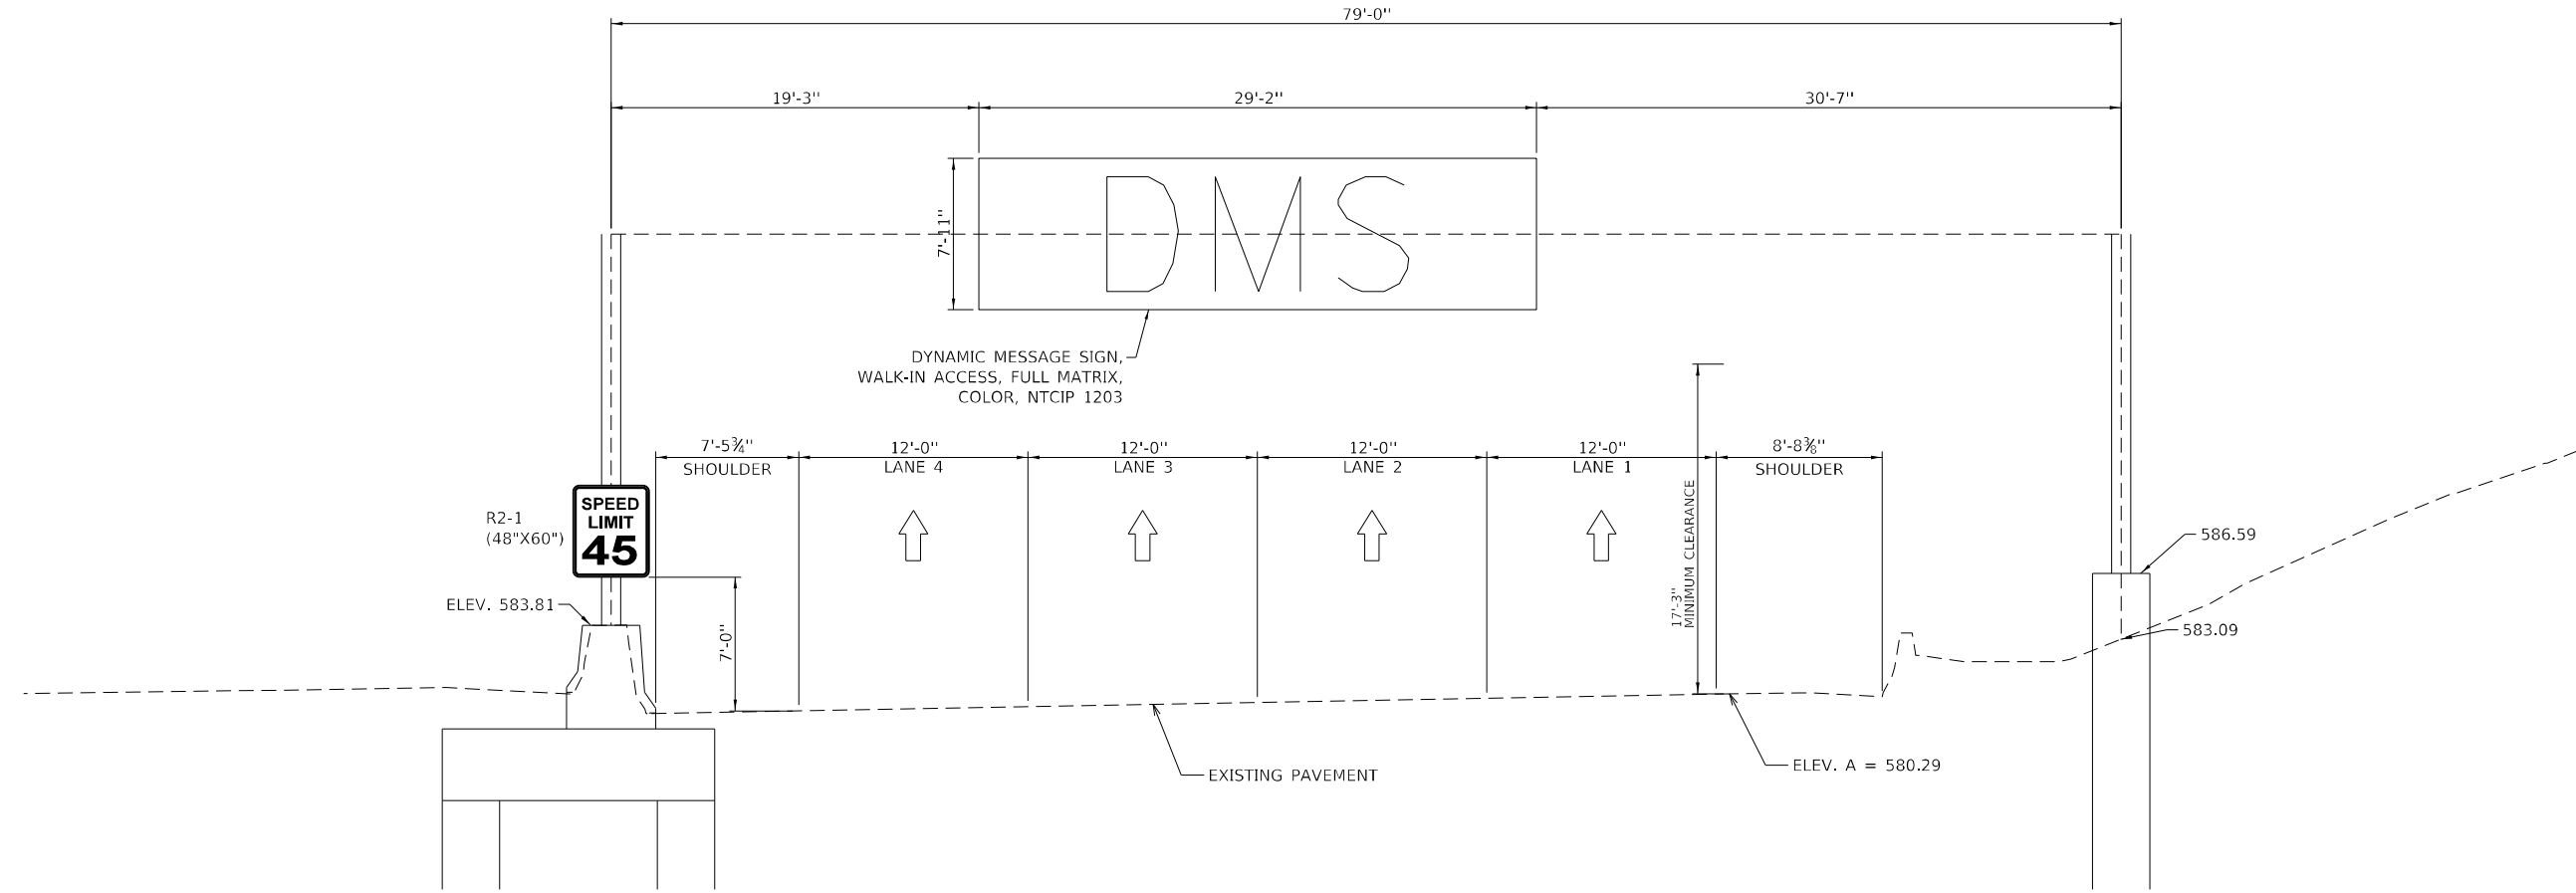 79'-0"
19'-3"
29'-2"
30'-7"
7'-11"
DMS
DYNAMIC MESSAGE SIGN,
WALK-IN ACCESS, FULL MATRIX,
COLOR, NTCIP 1203
7'-5¾"
SHOULDER
12'-0"
LANE 4
12'-0"
LANE 3
12'-0"
LANE 2
12'-0"
LANE 1
8'-8⅜"
SHOULDER
17'-3"
MINIMUM CLEARANCE
R2-1
(48"X60")
SPEED
LIMIT
45
586.59
ELEV. 583.81
7'-0"
583.09
EXISTING PAVEMENT
ELEV. A = 580.29